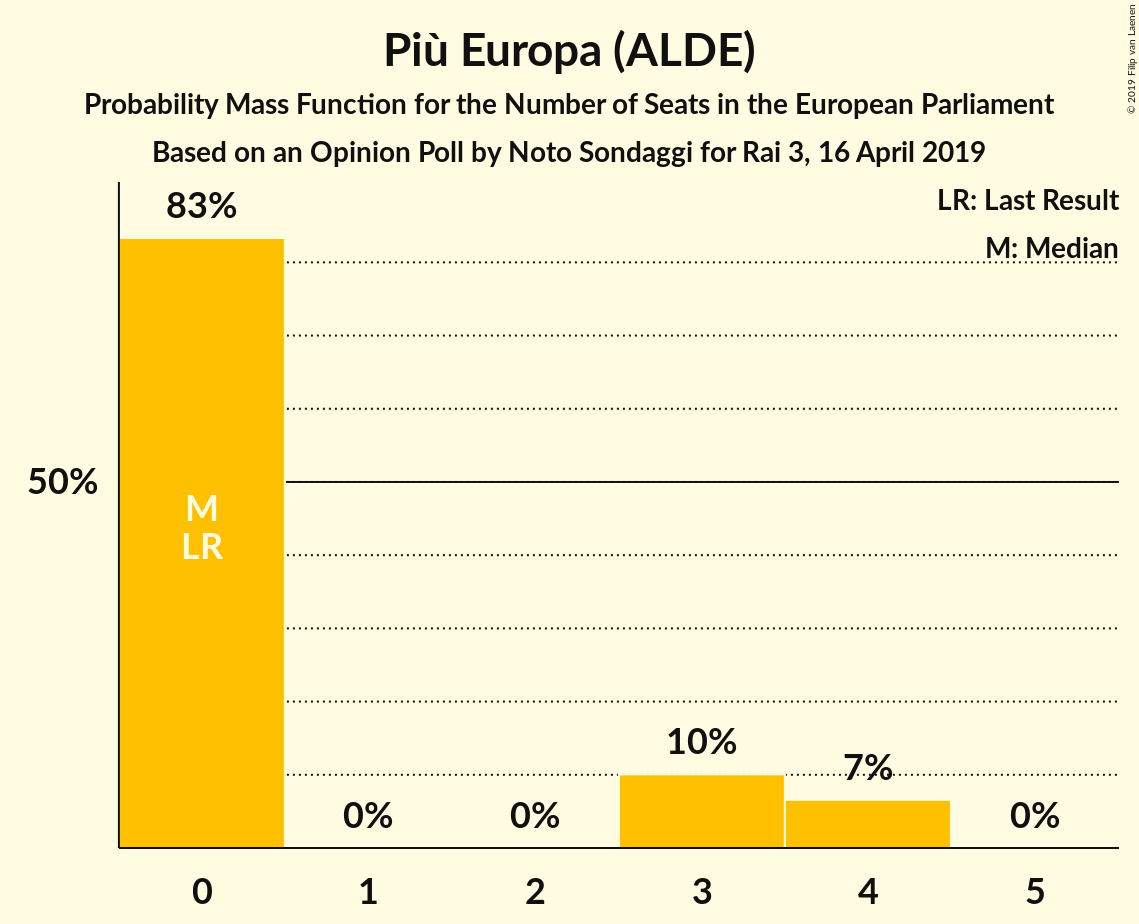 Più Europa (ALDE)
Probability Mass Function for the Number of Seats in the European Parliament
Based on an Opinion Poll by Noto Sondaggi for Rai 3, 16 April 2019
© 2019 Filip van Laenen
LR: Last Result
M: Median
83%
50%
M
LR
0%
0%
10%
7%
0%
0
1
2
3
4
5